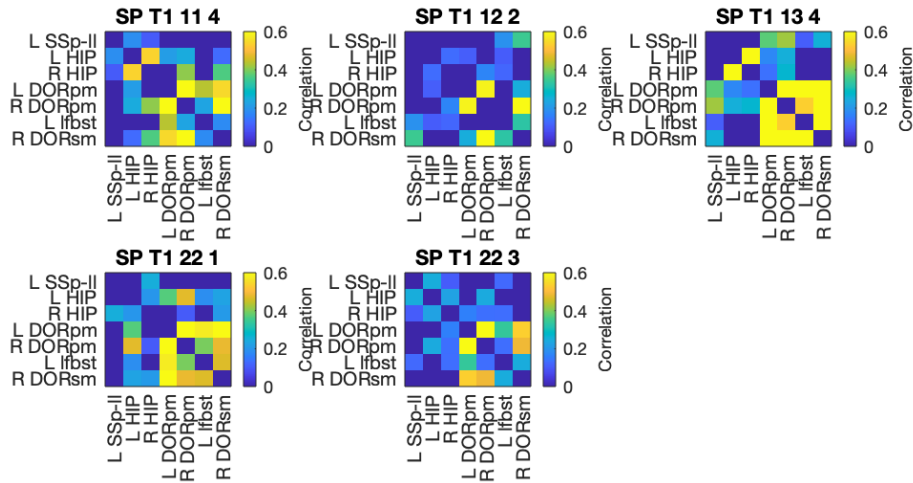 SP T1 11 4
L SSp-ll
L HIP
R HIP
L DORpm
R DORpm
L lfbst
R DORsm
0.6
0.4
0.2
0
Correlation
L SSp-ll
L HIP
R HIP
L DORpm
R DORpm
L lfbst
R DORsm
SP T1 12 2
L SSp-ll
L HIP
R HIP
L DORpm
R DORpm
L lfbst
R DORsm
0.6
0.4
0.2
0
Correlation
L SSp-ll
L HIP
R HIP
L DORpm
R DORpm
L lfbst
R DORsm
SP T1 13 4
L SSp-ll
L HIP
R HIP
L DORpm
R DORpm
L lfbst
R DORsm
0.6
0.4
0.2
0
Correlation
L SSp-ll
L HIP
R HIP
L DORpm
R DORpm
L lfbst
R DORsm
SP T1 22 1
L SSp-ll
L HIP
R HIP
L DORpm
R DORpm
L lfbst
R DORsm
0.6
0.4
0.2
0
Correlation
L SSp-ll
L HIP
R HIP
L DORpm
R DORpm
L lfbst
R DORsm
SP T1 22 3
L SSp-ll
L HIP
R HIP
L DORpm
R DORpm
L lfbst
R DORsm
0.6
0.4
0.2
0
Correlation
L SSp-ll
L HIP
R HIP
L DORpm
R DORpm
L lfbst
R DORsm